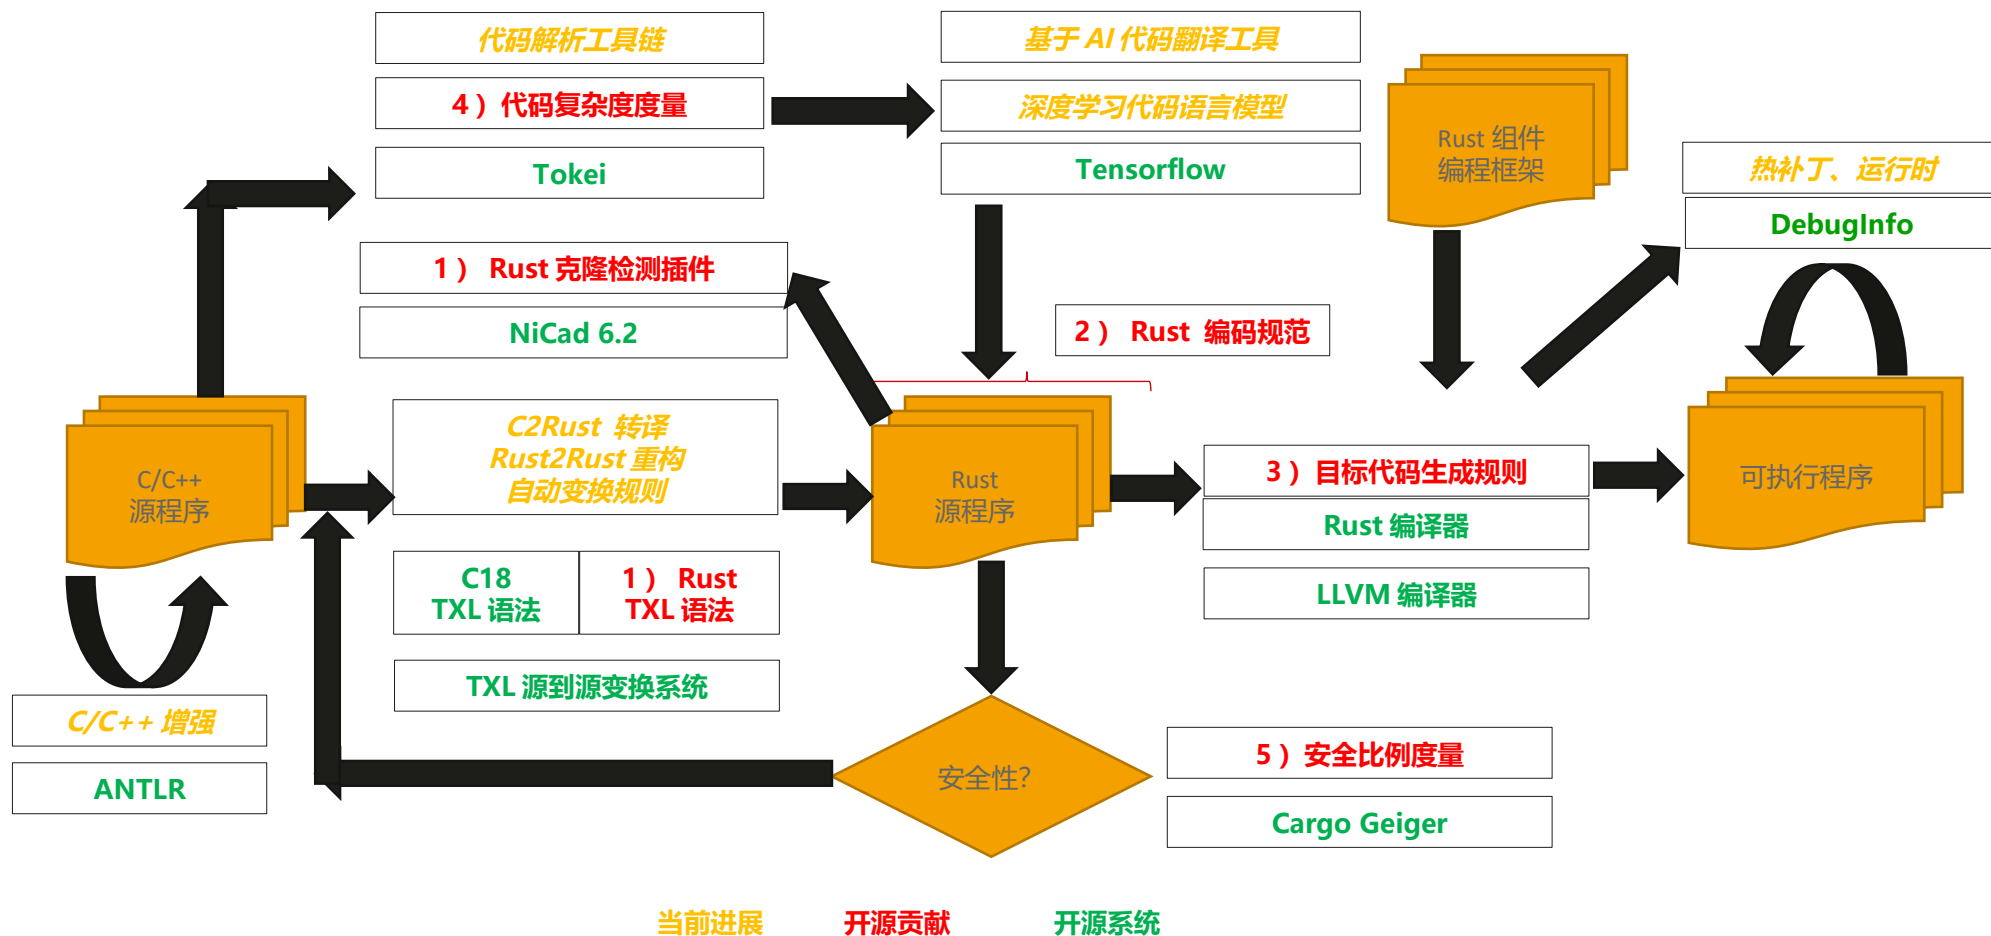 代码解析工具链
4）代码复杂度度量
Tokei
基于 AI 代码翻译工具
深度学习代码语言模型
Tensorflow
Rust 组件
编程框架
热补丁、运行时
DebugInfo
1） Rust 克隆检测插件
NiCad 6.2
2） Rust 编码规范
C/C++
源程序
C2Rust 转译
Rust2Rust 重构
自动变换规则
Rust
源程序
3）目标代码生成规则
Rust 编译器
LLVM 编译器
可执行程序
C18
TXL 语法
1） Rust
TXL 语法
TXL 源到源变换系统
C/C++ 增强
ANTLR
安全性？
5）安全比例度量
Cargo Geiger
当前进展
开源贡献
开源系统